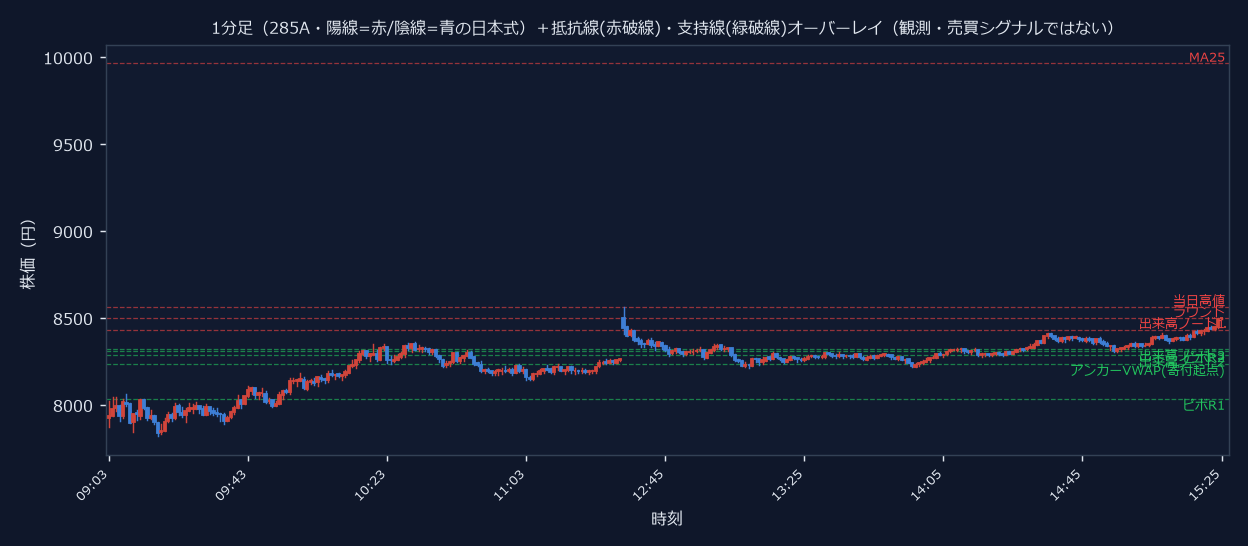 1分足（285A・陽線=赤/陰線=青の日本式）＋抵抗線(赤破線)・支持線(緑破線)オーバーレイ（観測・売買シグナルではない）
株価（円）
10000
9500
9000
8500
8000
MA25
当日高値
ラウンド
出来高ノード
アンカーVWAP(寄付起点)
ピボR1
09:03
09:43
10:23
11:03
12:45
13:25
14:05
14:45
15:25
時刻